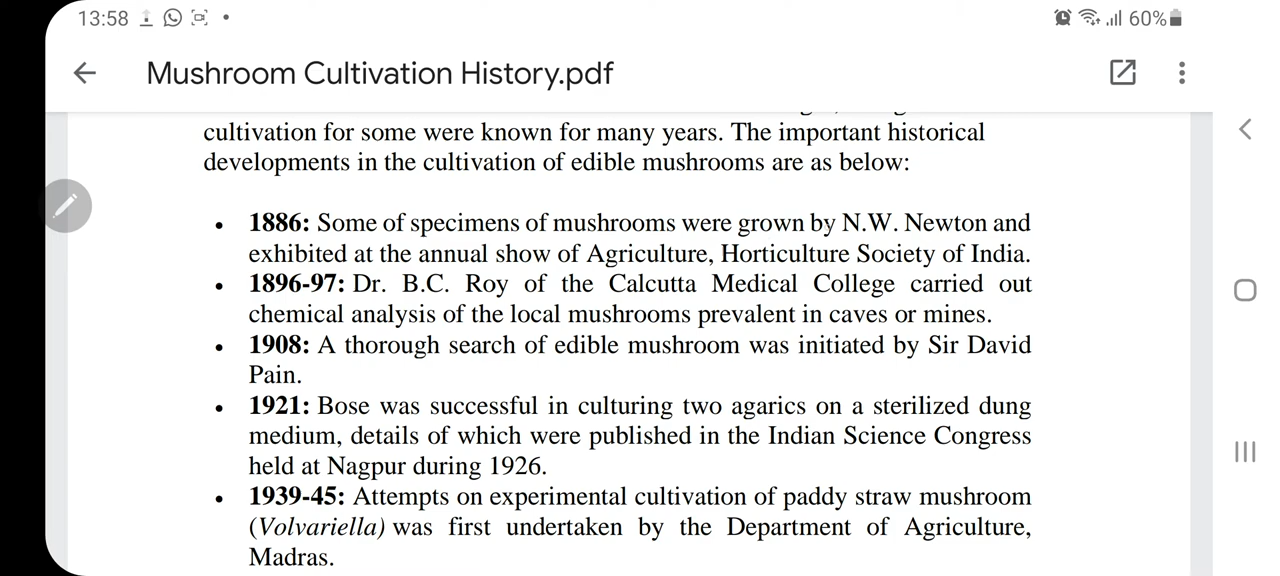 13:58
60%
Mushroom Cultivation History.pdf
cultivation for some were known for many years. The important historical
developments in the cultivation of edible mushrooms are as below:
• 1886: Some of specimens of mushrooms were grown by N.W. Newton and
exhibited at the annual show of Agriculture, Horticulture Society of India.
• 1896-97: Dr. B.C. Roy of the Calcutta Medical College carried out
chemical analysis of the local mushrooms prevalent in caves or mines.
• 1908: A thorough search of edible mushroom was initiated by Sir David
Pain.
• 1921: Bose was successful in culturing two agarics on a sterilized dung
medium, details of which were published in the Indian Science Congress
held at Nagpur during 1926.
• 1939-45: Attempts on experimental cultivation of paddy straw mushroom
(Volvariella) was first undertaken by the Department of Agriculture,
Madras.